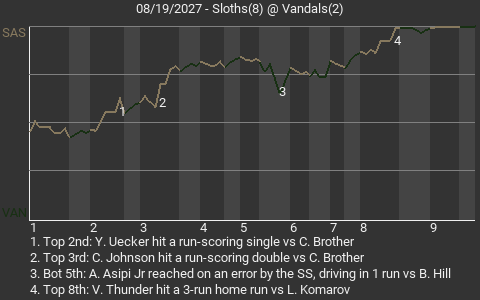 08/19/2027 - Sloths(8) @ Vandals(2)
SAS
4
3
2
1
VAN
1 2 3 4 5 6 7 8 9
1. Top 2nd: Y. Uecker hit a run-scoring single vs C. Brother
2. Top 3rd: C. Johnson hit a run-scoring double vs C. Brother
3. Bot 5th: A. Asipi Jr reached on an error by the SS, driving in 1 run vs B. Hill
4. Top 8th: V. Thunder hit a 3-run home run vs L. Komarov